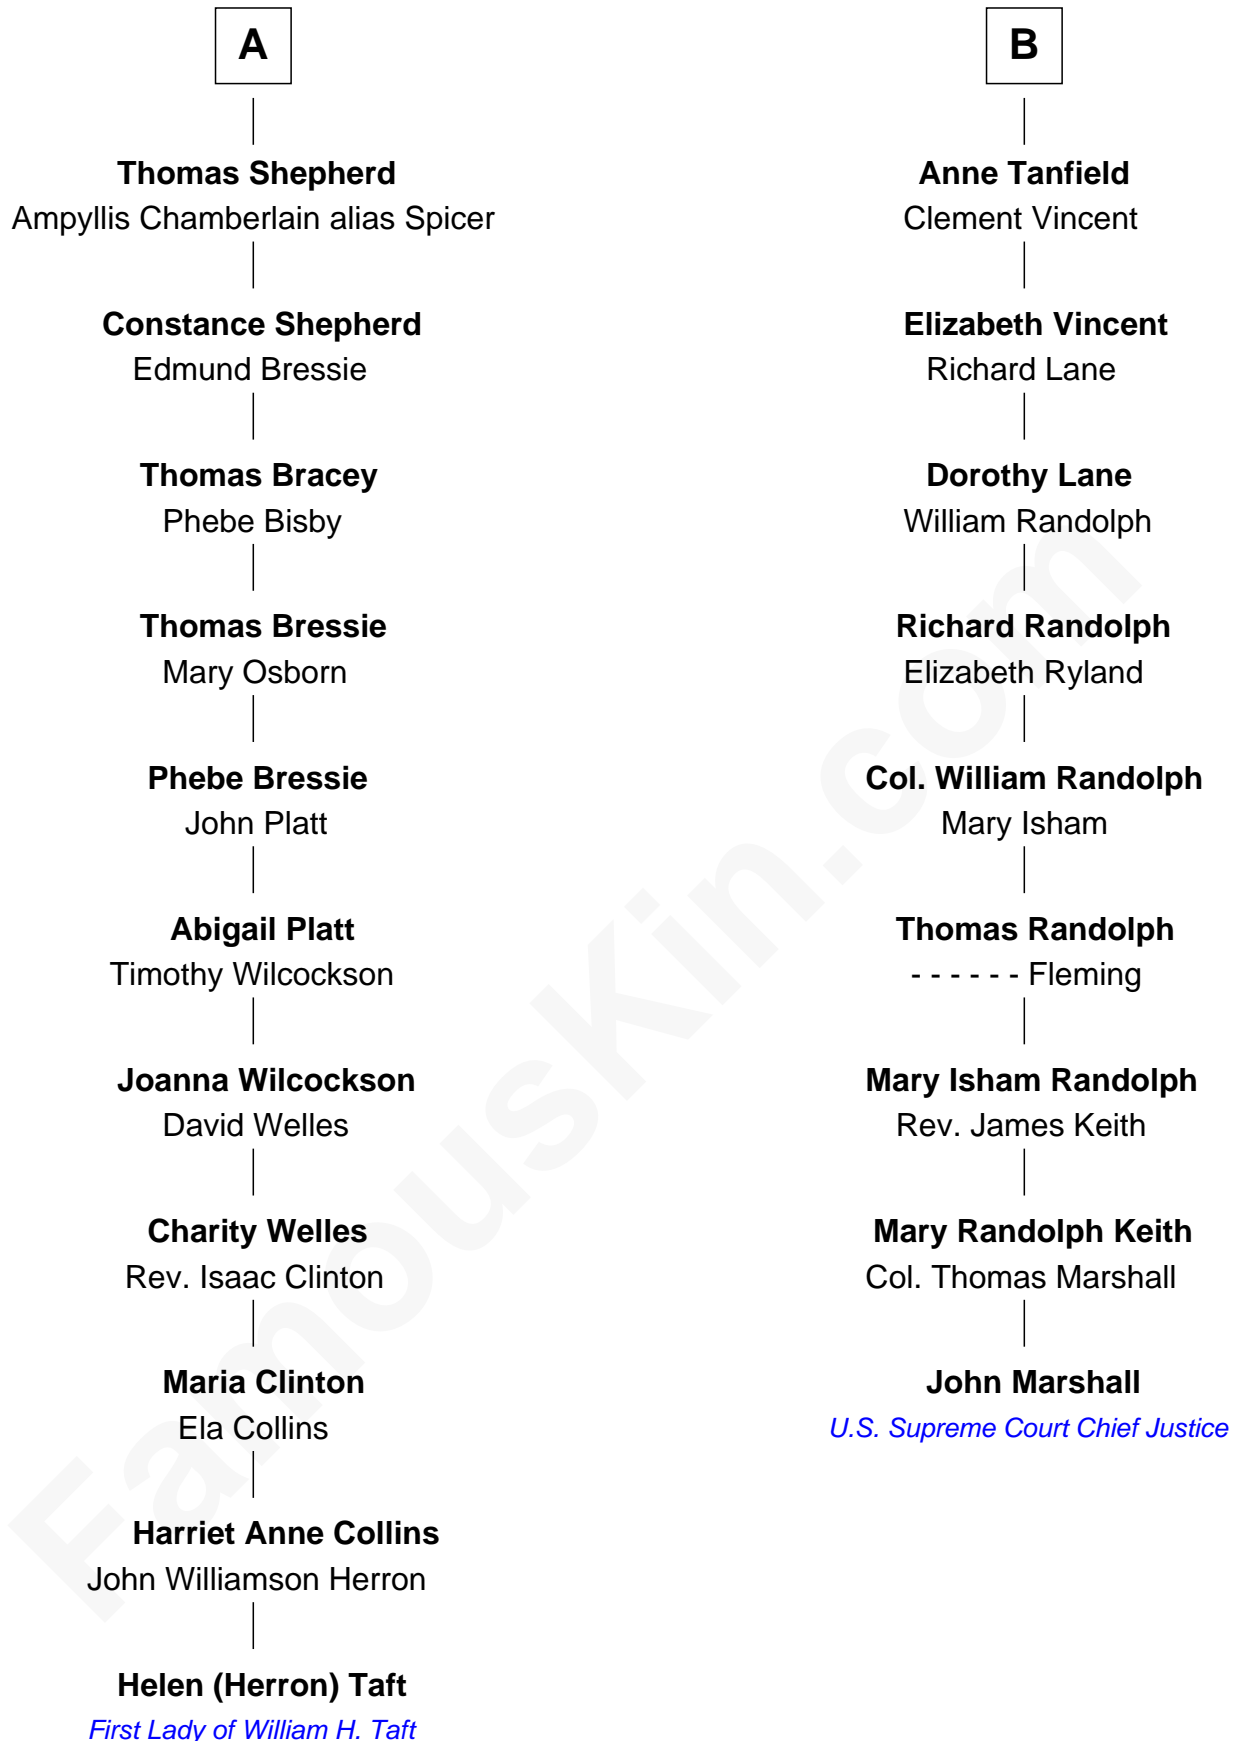 A
Thomas Shepherd
Ampyllis Chamberlain alias Spicer
Constance Shepherd
Edmund Bressie
Thomas Bracey
Phebe Bisby
Thomas Bressie
Mary Osborn
Phebe Bressie
John Platt
Abigail Platt
Timothy Wilcockson
Joanna Wilcockson
David Welles
Charity Welles
Rev. Isaac Clinton
Maria Clinton
Ela Collins
Harriet Anne Collins
John Williamson Herron
Helen (Herron) Taft
First Lady of William H. Taft
B
Anne Tanfield
Clement Vincent
Elizabeth Vincent
Richard Lane
Dorothy Lane
William Randolph
Richard Randolph
Elizabeth Ryland
Col. William Randolph
Mary Isham
Thomas Randolph
- - - - - - Fleming
Mary Isham Randolph
Rev. James Keith
Mary Randolph Keith
Col. Thomas Marshall
John Marshall
U.S. Supreme Court Chief Justice
FamousKin.com